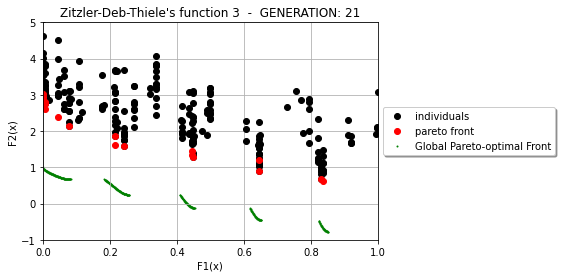 Zitzler-Deb-Thiele's function 3 - GENERATION: 21
5
4
3
2
1
0
−1
F2(x)
0.0 0.2 0.4 0.6 0.8 1.0
F1(x)
individuals
pareto front
Global Pareto-optimal Front